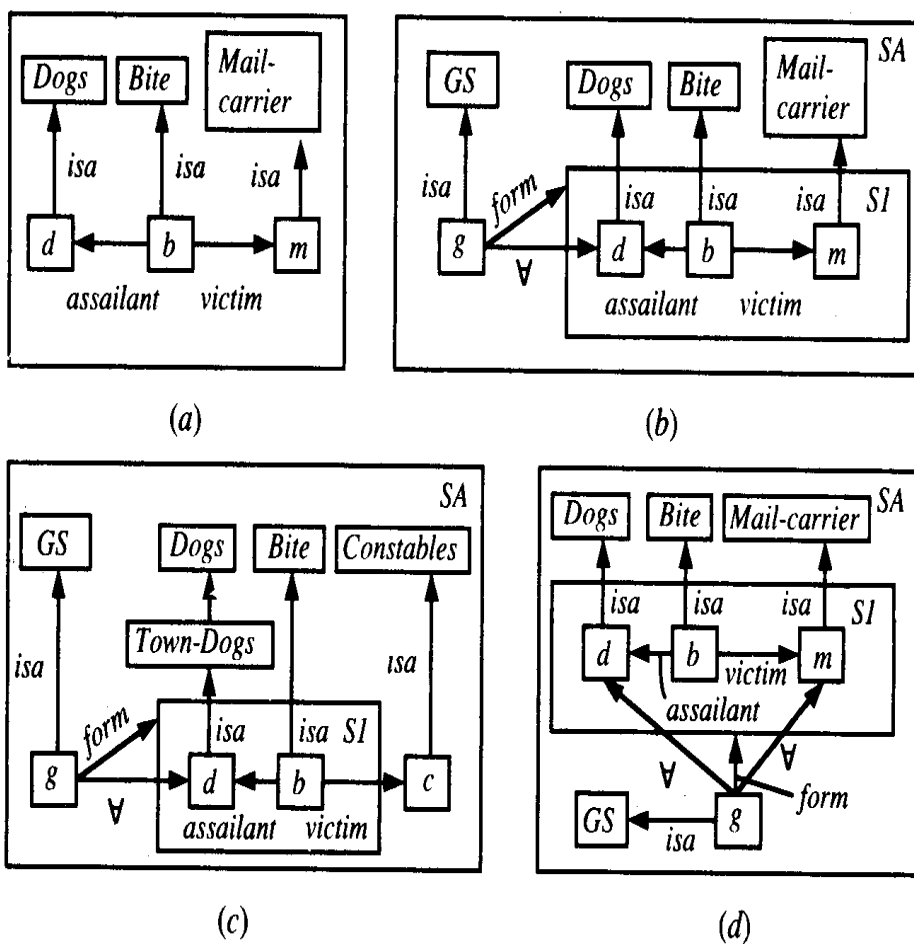 Dogs
Bite
Mail-
carrier
isa
isa
isa
d
b
m
assailant
victim
(a)
SA
GS
Dogs
Bite
Mail-
carrier
isa
form
isa
isa
isa
S1
g
∀
d
b
m
assailant
victim
(b)
SA
GS
Dogs
Bite
Constables
Town-Dogs
isa
isa
form
isa
isa
S1
g
∀
d
b
c
assailant
victim
(c)
SA
Dogs
Bite
Mail-carrier
isa
isa
isa
S1
d
b
m
victim
assailant
∀
∀
form
GS
isa
g
(d)